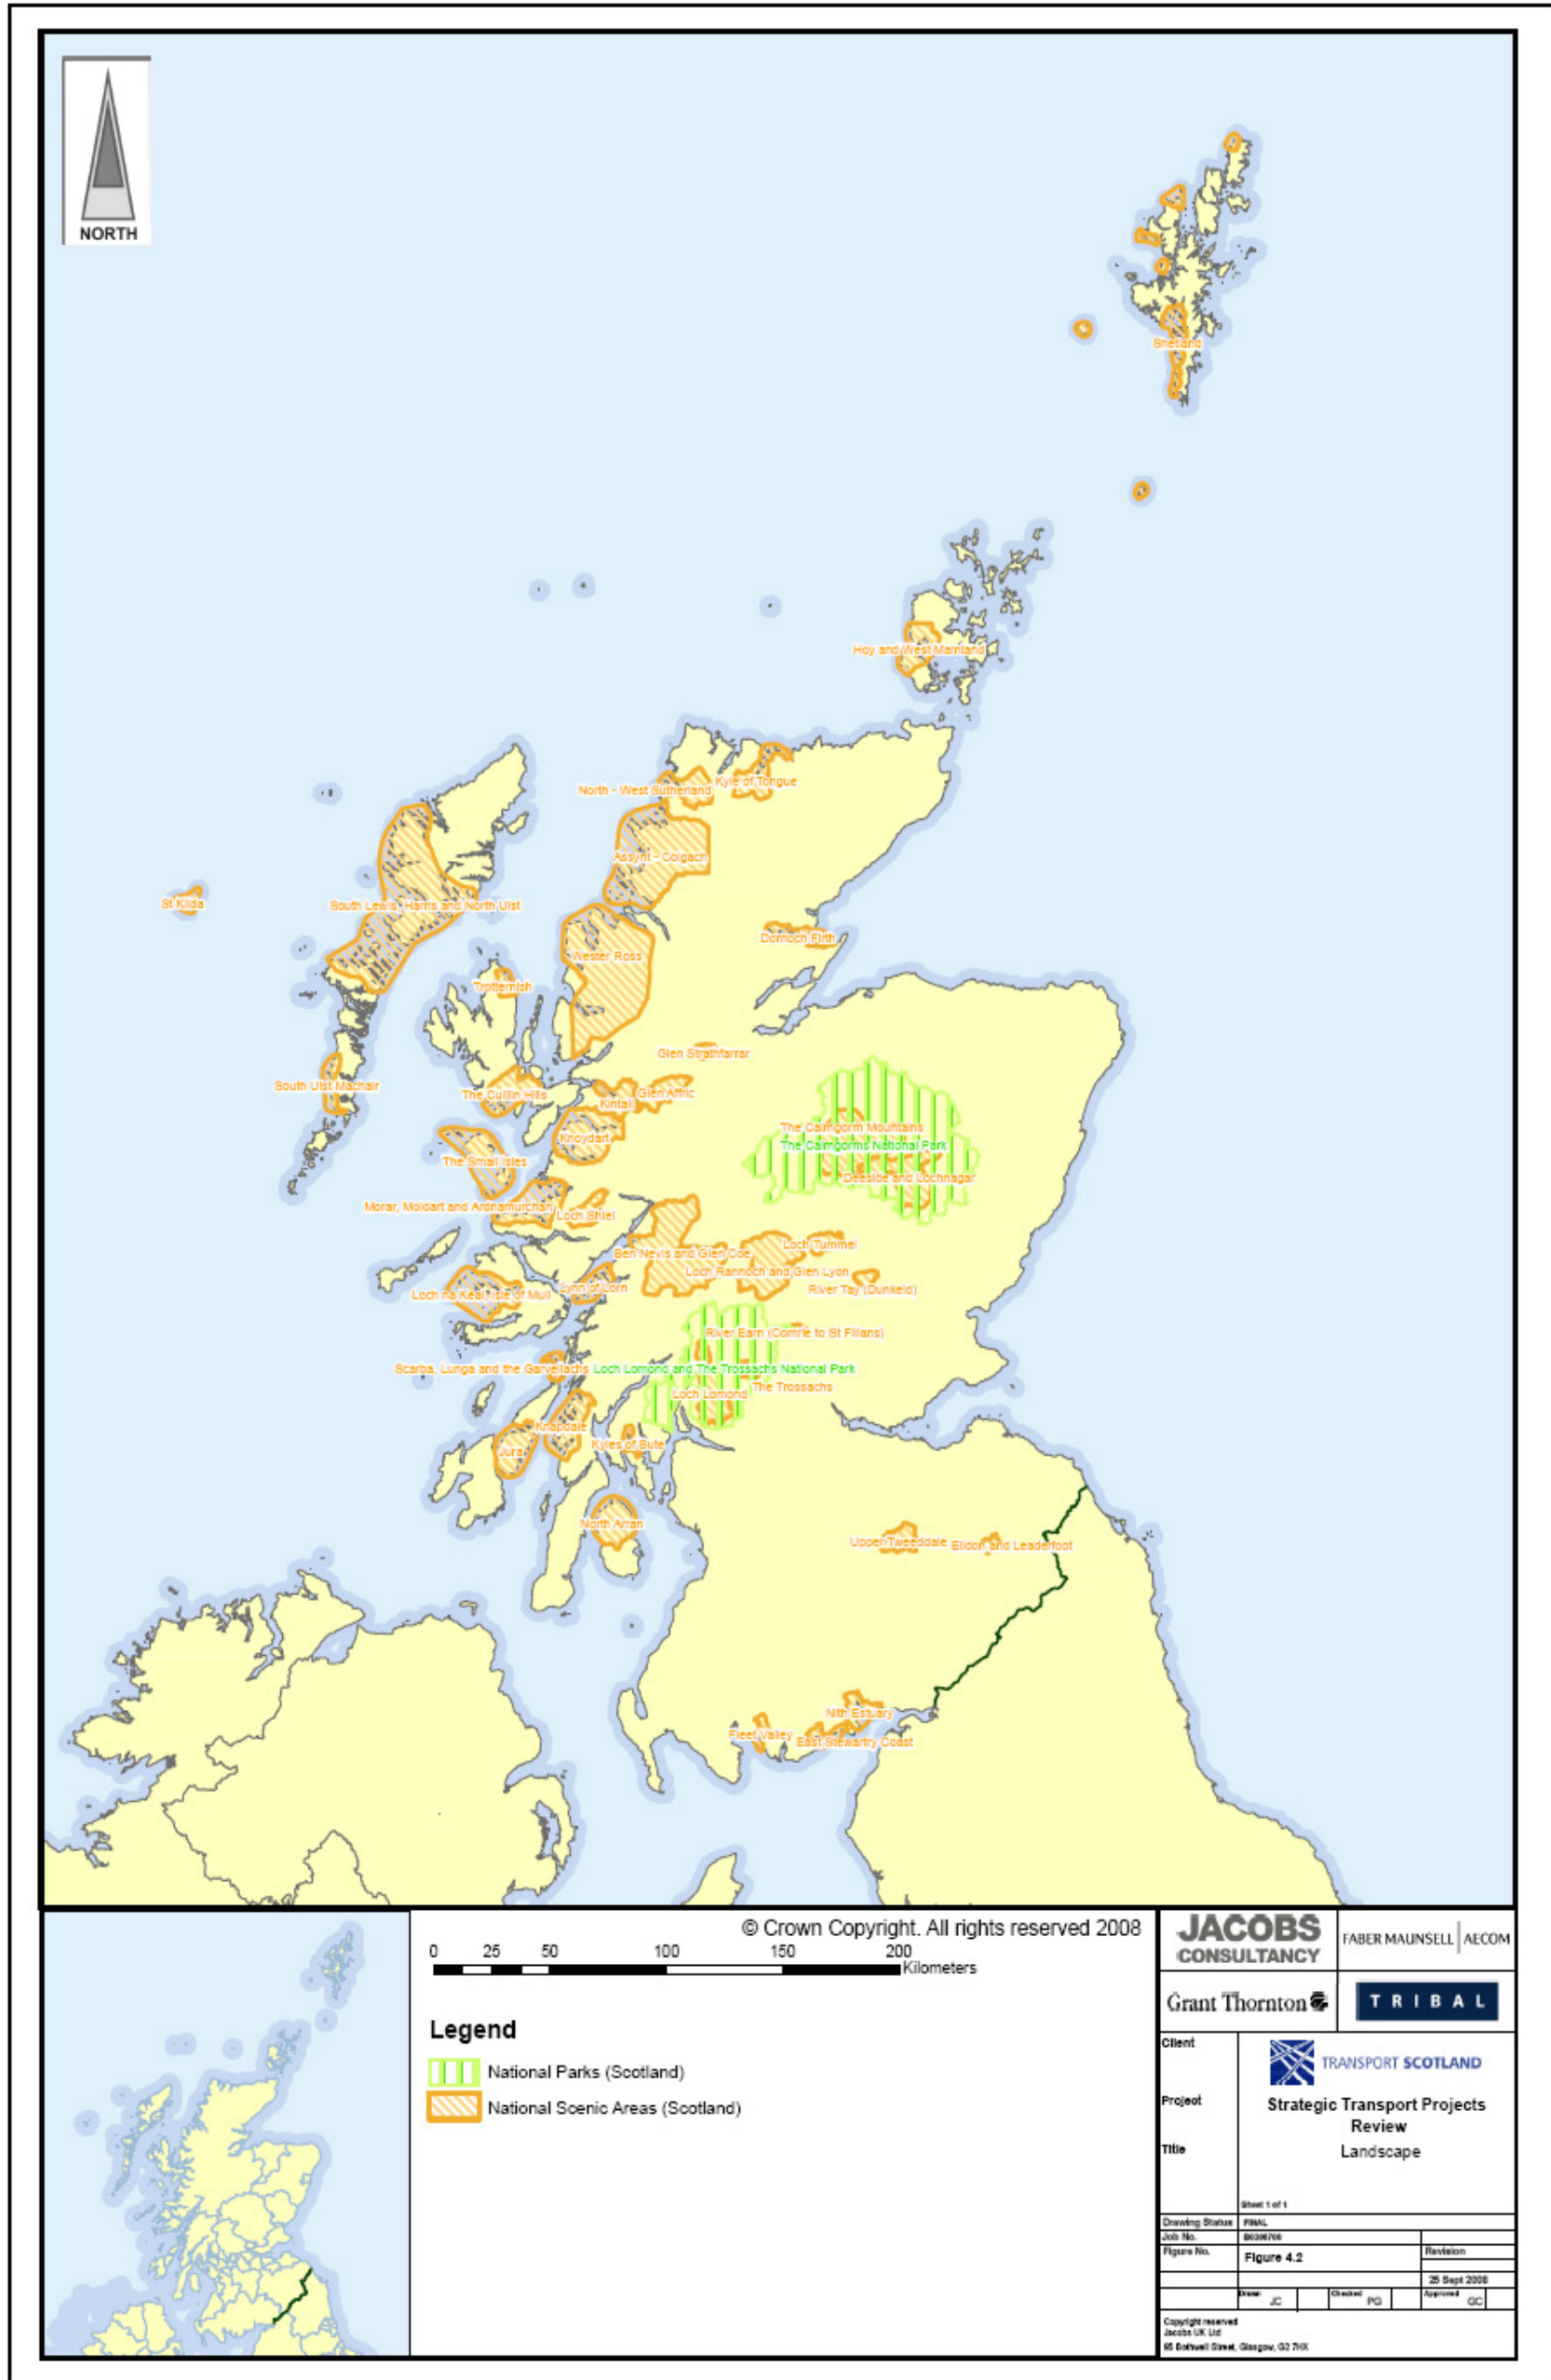 NORTH
Shetland
Hoy and West Mainland
Kyle of Tongue
North - West Sutherland
Assynt - Coigach
St Kilda
South Lewis, Harris and North Uist
Dornoch Firth
Wester Ross
Trotternish
Glen Strathfarrar
South Uist Machair
The Cuillin Hills
Glen Affric
Kintail
The Cairngorm Mountains
Knoydart
The Cairngorms National Park
The Small Isles
Deeside and Lochnagar
Morar, Moidart and Ardnamurchan
Loch Shiel
Loch Tummel
Ben Nevis and Glen Coe
Loch Rannoch and Glen Lyon
Lynn of Lorn
River Tay (Dunkeld)
Loch na Keal, Isle of Mull
River Earn (Comrie to St Fillans)
Scarba, Lunga and the Garvellachs
Loch Lomond and The Trossachs National Park
The Trossachs
Loch Lomond
Knapdale
Kyles of Bute
Jura
North Arran
Upper Tweeddale
Eildon and Leaderfoot
Nith Estuary
Fleet Valley
East Stewartry Coast
© Crown Copyright. All rights reserved 2008
0 25 50 100 150 200
Kilometers
Legend
National Parks (Scotland)
National Scenic Areas (Scotland)
JACOBS
CONSULTANCY
FABER MAUNSELL | AECOM
Grant Thornton
TRIBAL
Client
TRANSPORT SCOTLAND
Project
Strategic Transport Projects
Review
Title
Landscape
Sheet 1 of 1
Drawing Status FINAL
Job No.
Figure No. Figure 4.2
Revision
25 Sept 2008
Drawn JC
Checked PG
Approved GC
Copyright reserved
Jacobs UK Ltd
95 Bothwell Street, Glasgow, G2 7HX